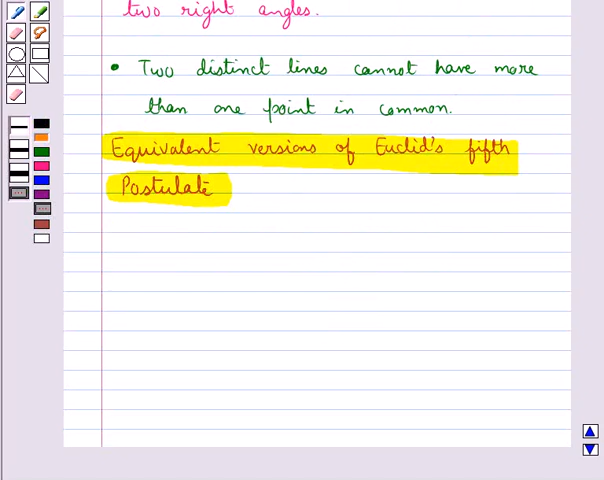 two right angles.
• Two distinct lines cannot have more
than one point in common.
Equivalent versions of Euclid's fifth
Postulate